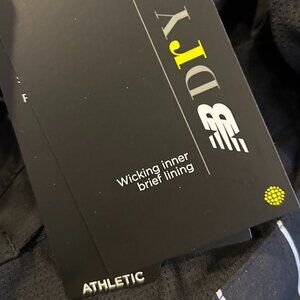 DRY
Wicking inner
brief lining
ATHLETIC